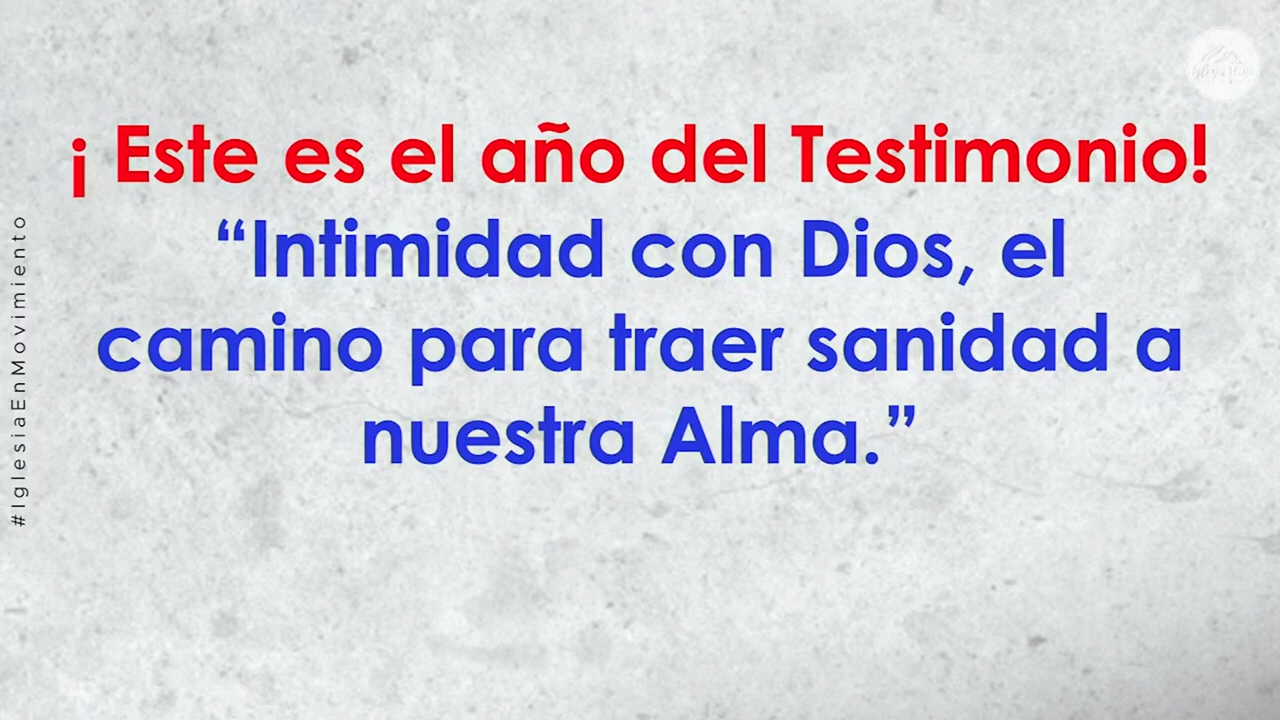 ¡ Este es el año del Testimonio!
“Intimidad con Dios, el
camino para traer sanidad a
nuestra Alma.”
#IglesiaEnMovimiento